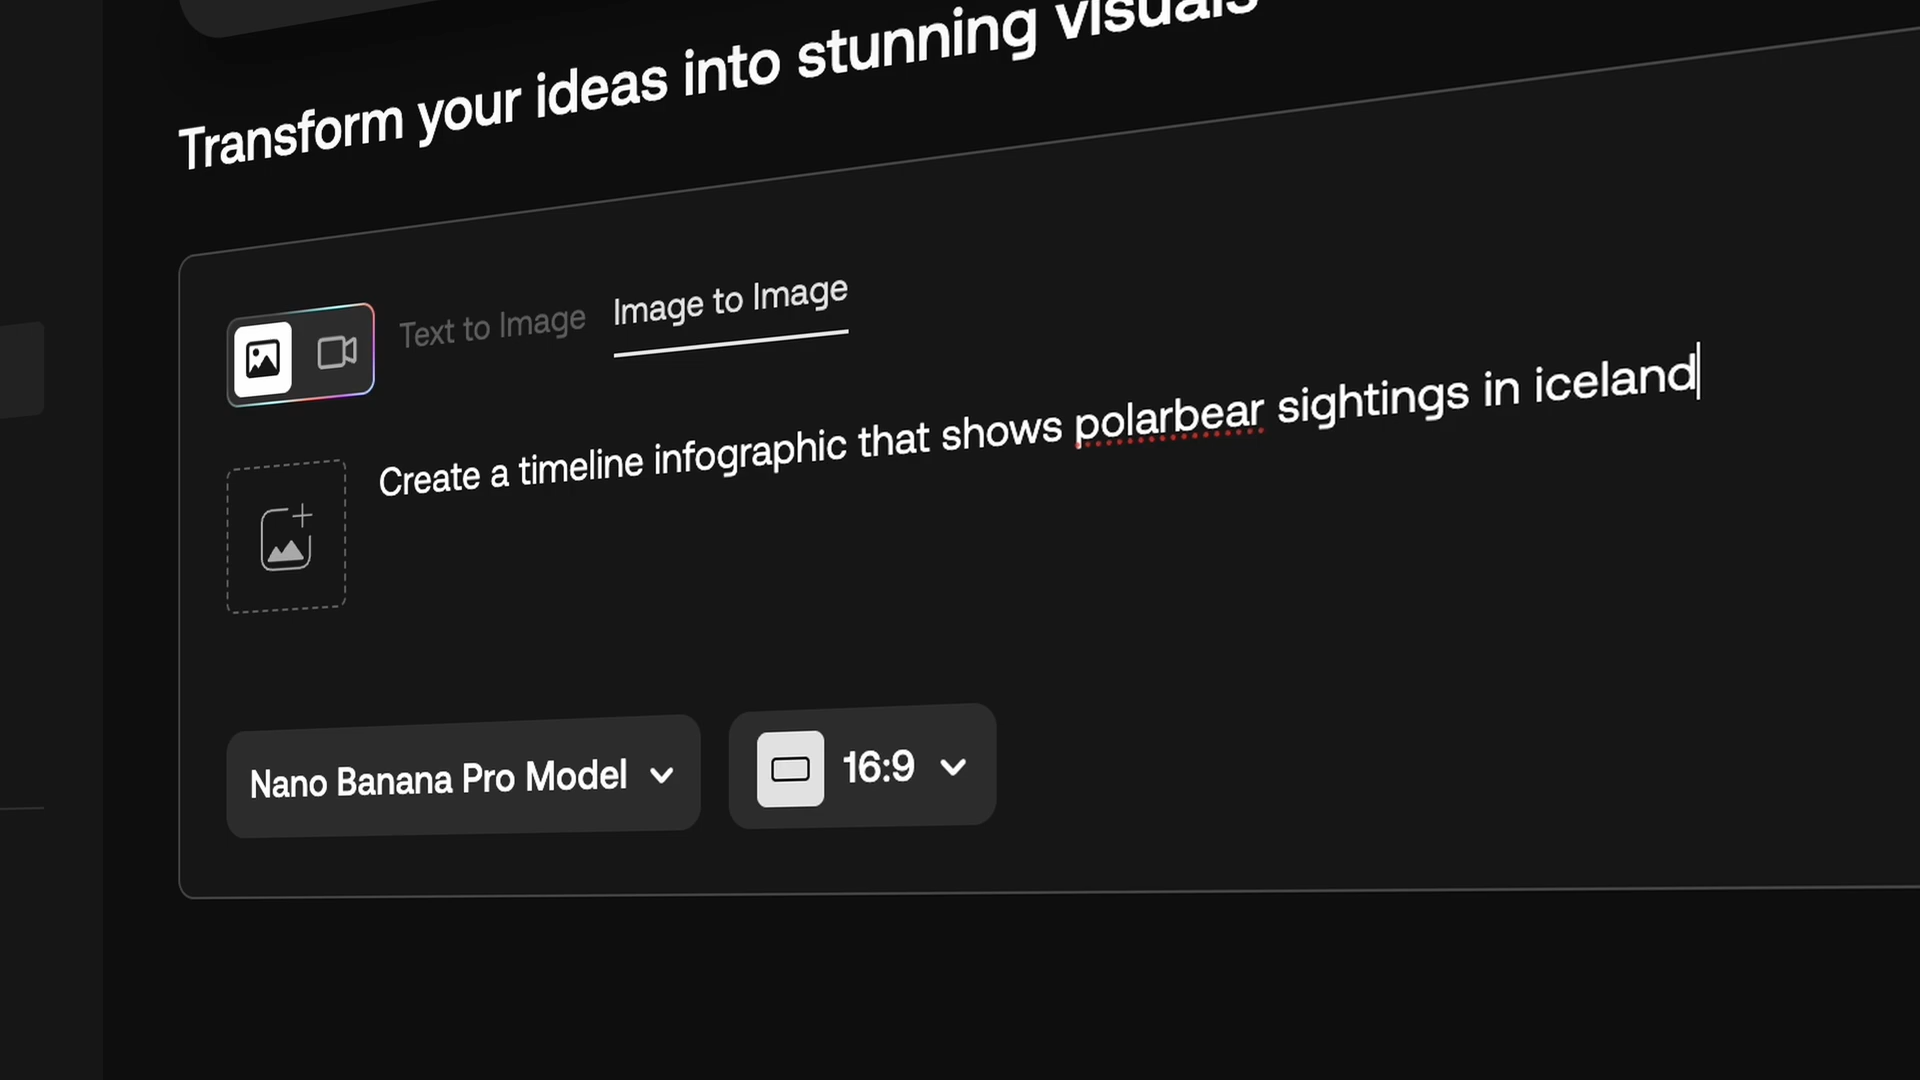 Transform your ideas into stunning visuals
Text to Image
Image to Image
Create a timeline infographic that shows polarbear sightings in iceland
Nano Banana Pro Model
16:9